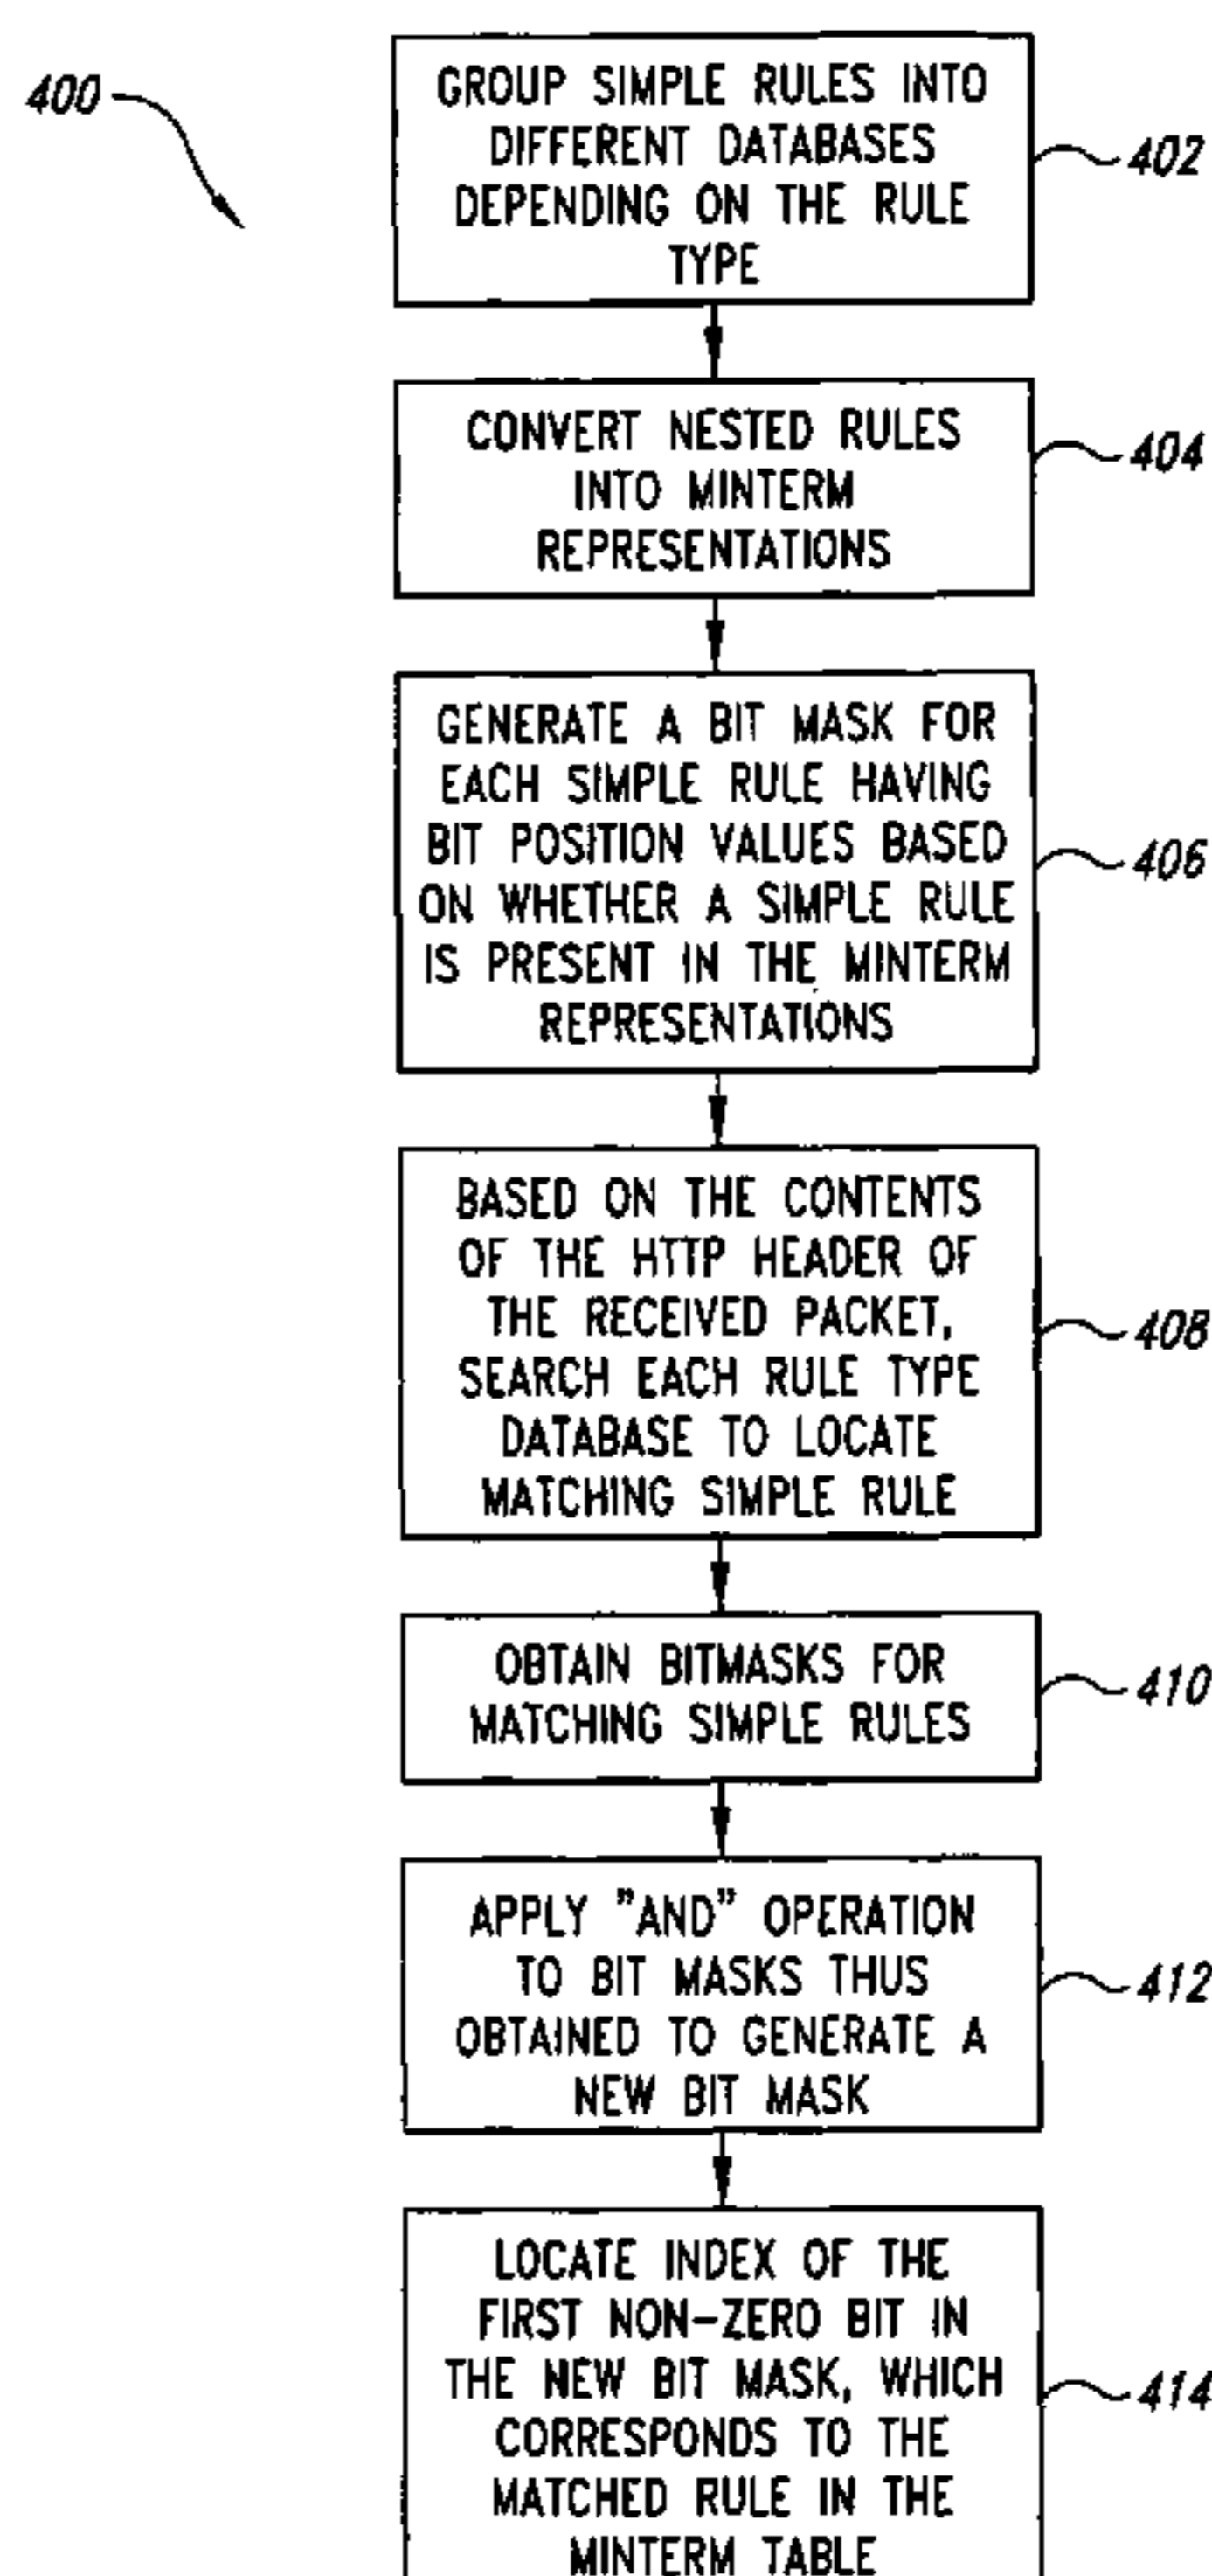 400
GROUP SIMPLE RULES INTO
DIFFERENT DATABASES
DEPENDING ON THE RULE
TYPE
402
CONVERT NESTED RULES
INTO MINTERM
REPRESENTATIONS
404
GENERATE A BIT MASK FOR
EACH SIMPLE RULE HAVING
BIT POSITION VALUES BASED
ON WHETHER A SIMPLE RULE
IS PRESENT IN THE MINTERM
REPRESENTATIONS
406
BASED ON THE CONTENTS
OF THE HTTP HEADER OF
THE RECEIVED PACKET,
SEARCH EACH RULE TYPE
DATABASE TO LOCATE
MATCHING SIMPLE RULE
408
OBTAIN BITMASKS FOR
MATCHING SIMPLE RULES
410
APPLY "AND" OPERATION
TO BIT MASKS THUS
OBTAINED TO GENERATE A
NEW BIT MASK
412
LOCATE INDEX OF THE
FIRST NON-ZERO BIT IN
THE NEW BIT MASK, WHICH
CORRESPONDS TO THE
MATCHED RULE IN THE
MINTERM TABLE
414